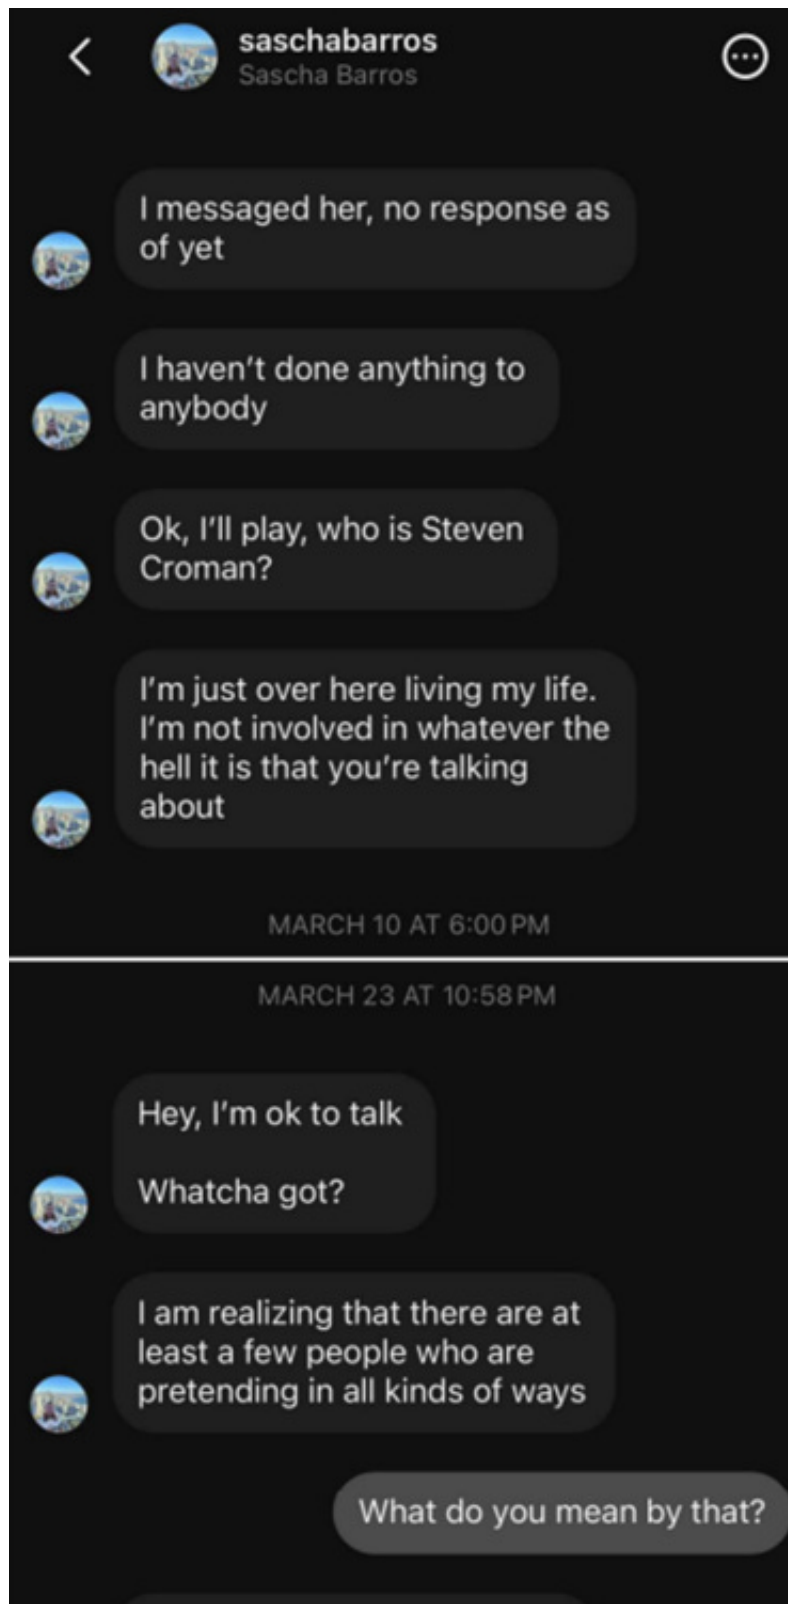 saschabarros
Sascha Barros
I messaged her, no response as
of yet
I haven't done anything to
anybody
Ok, I'll play, who is Steven
Croman?
I'm just over here living my life.
I'm not involved in whatever the
hell it is that you're talking
about
MARCH 10 AT 6:00 PM
MARCH 23 AT 10:58 PM
Hey, I'm ok to talk
Whatcha got?
I am realizing that there are at
least a few people who are
pretending in all kinds of ways
What do you mean by that?